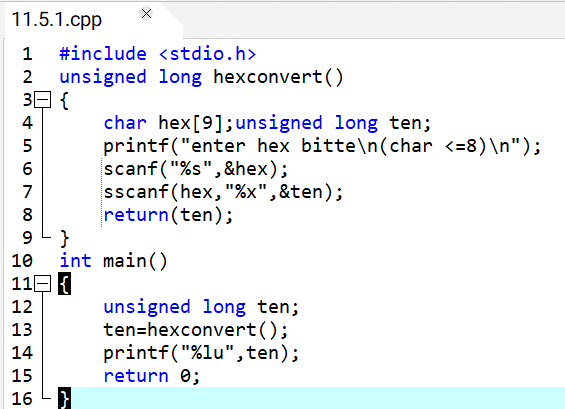 11.5.1.cpp
1 #include <stdio.h>
2 unsigned long hexconvert()
3 {
4 char hex[9];unsigned long ten;
5 printf("enter hex bitte\n(char <=8)\n");
6 scanf("%s",&hex);
7 sscanf(hex,"%x",&ten);
8 return(ten);
9 }
10 int main()
11 {
12 unsigned long ten;
13 ten=hexconvert();
14 printf("%lu",ten);
15 return 0;
16 }